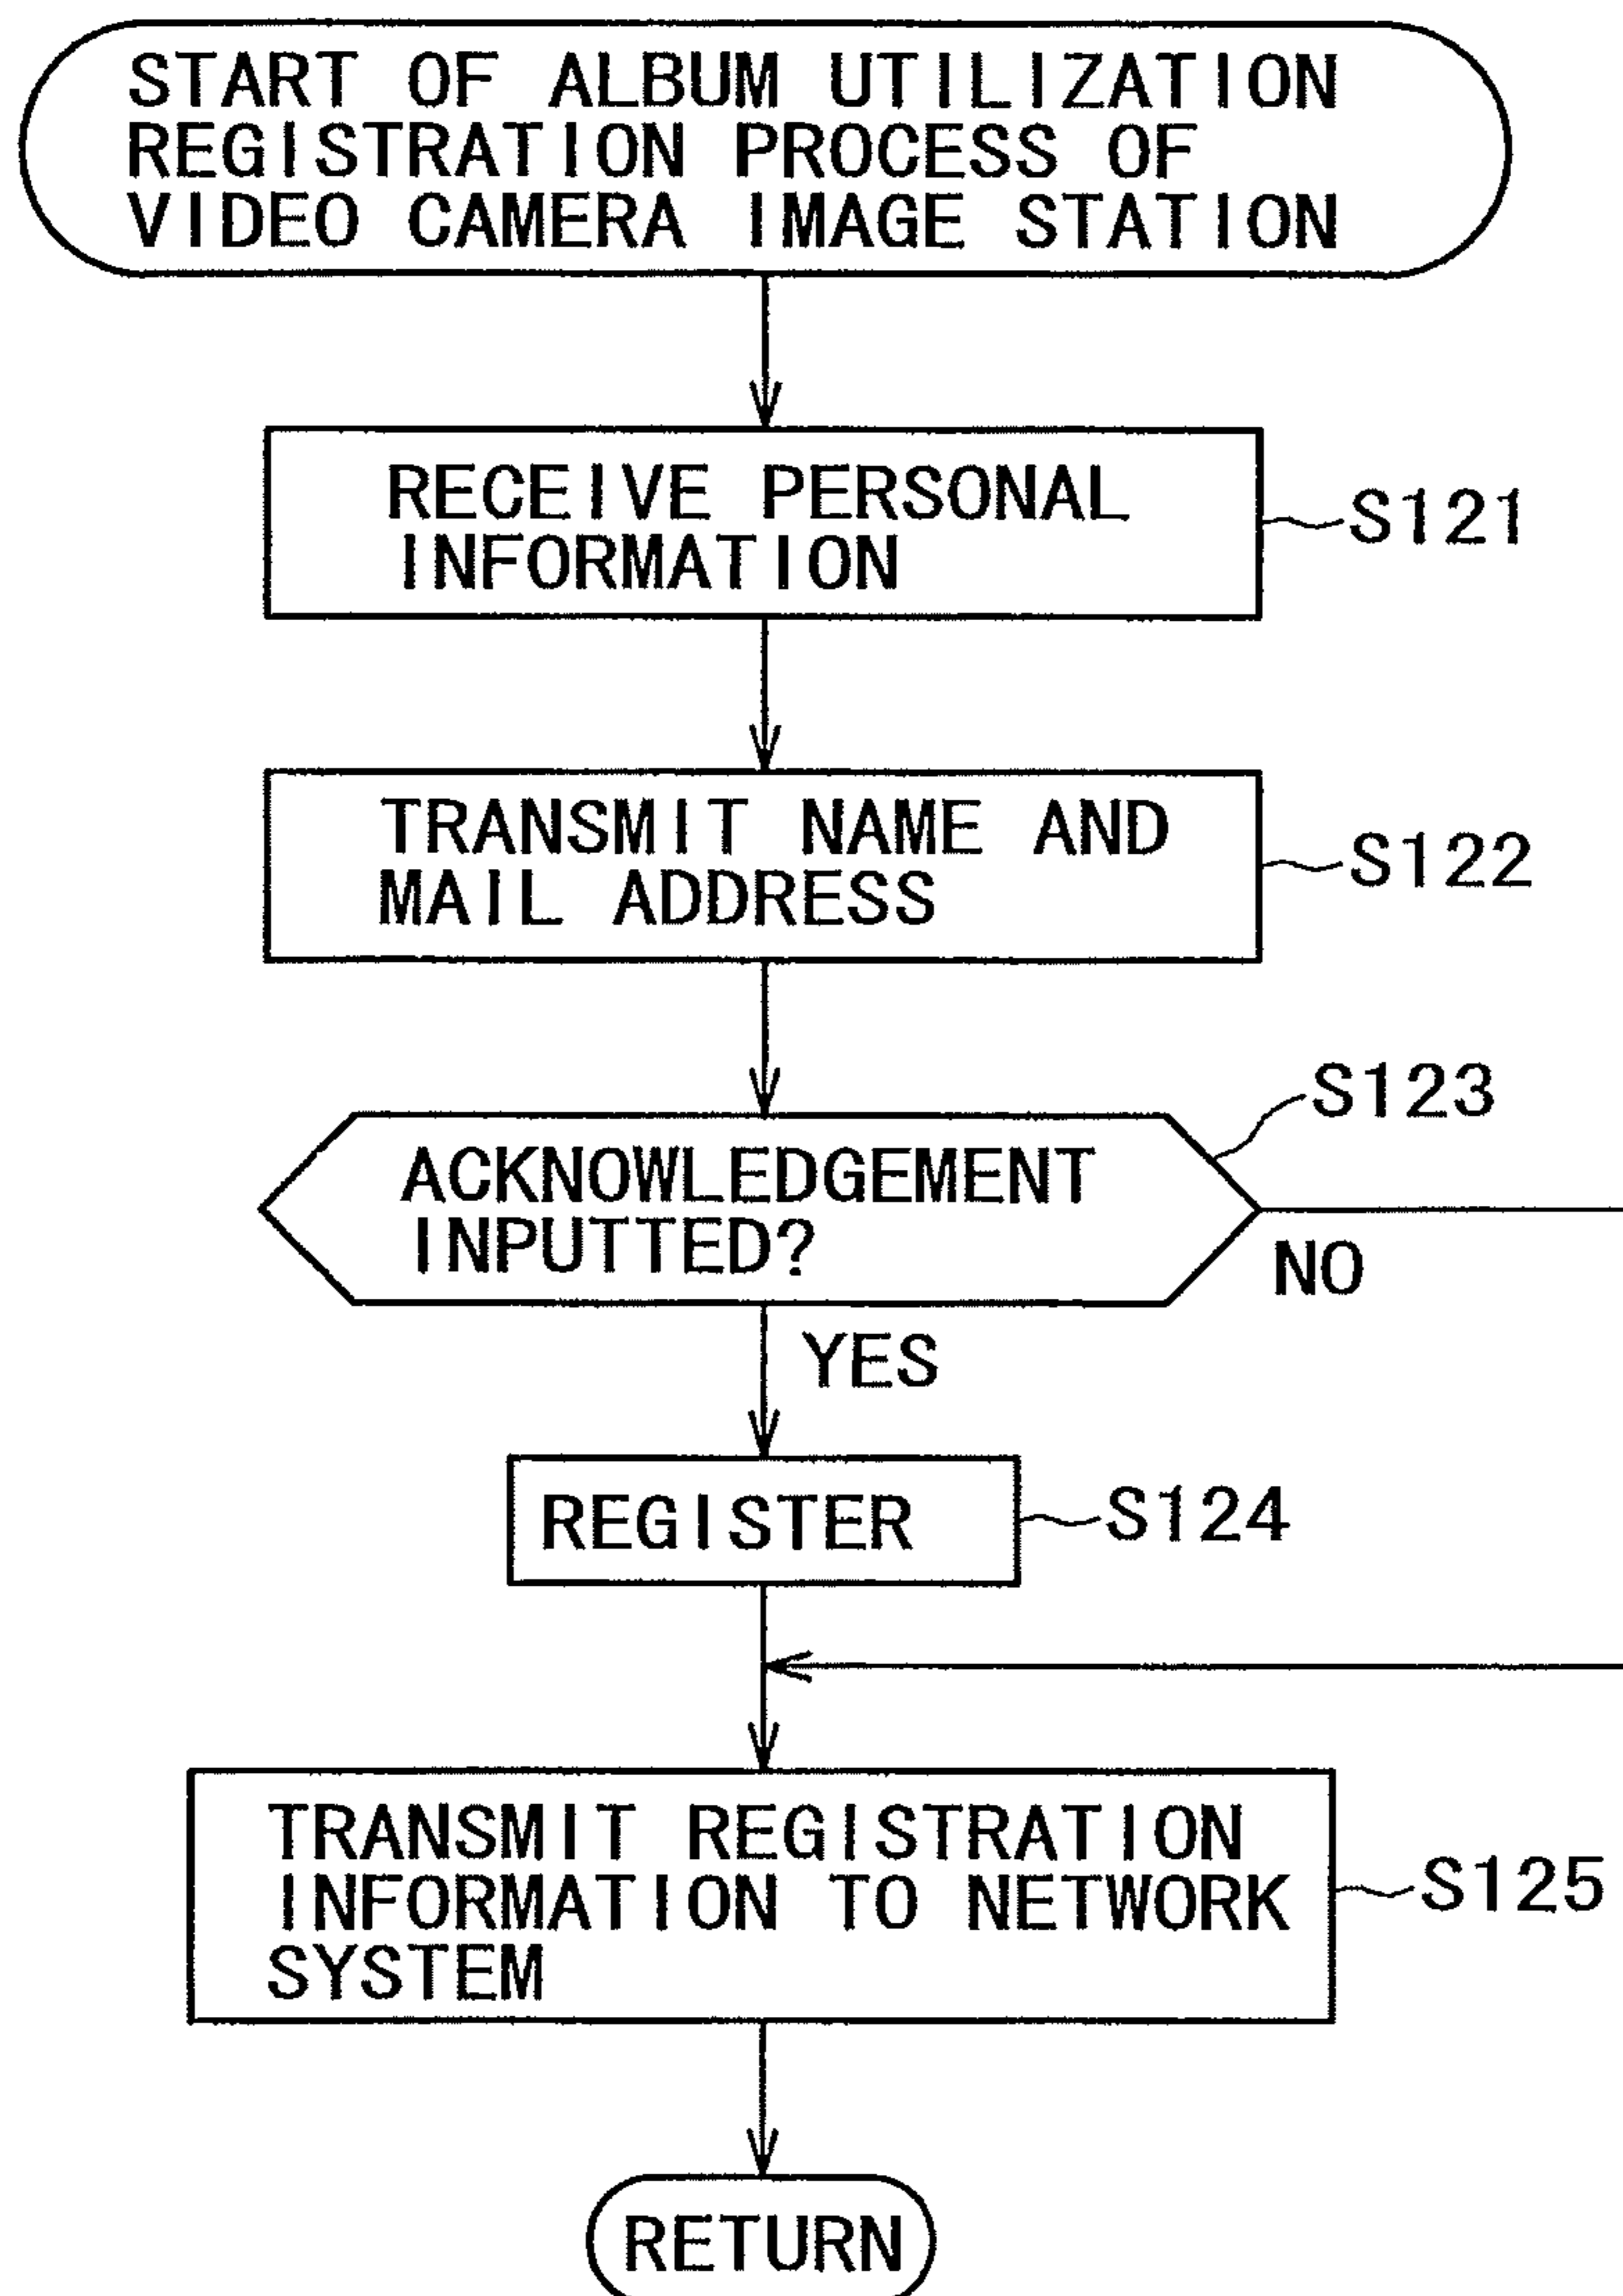 START OF ALBUM UTILIZATION
REGISTRATION PROCESS OF
VIDEO CAMERA IMAGE STATION
RECEIVE PERSONAL
INFORMATION
S121
TRANSMIT NAME AND
MAIL ADDRESS
S122
S123
ACKNOWLEDGEMENT
INPUTTED?
NO
YES
REGISTER
S124
TRANSMIT REGISTRATION
INFORMATION TO NETWORK
SYSTEM
S125
RETURN